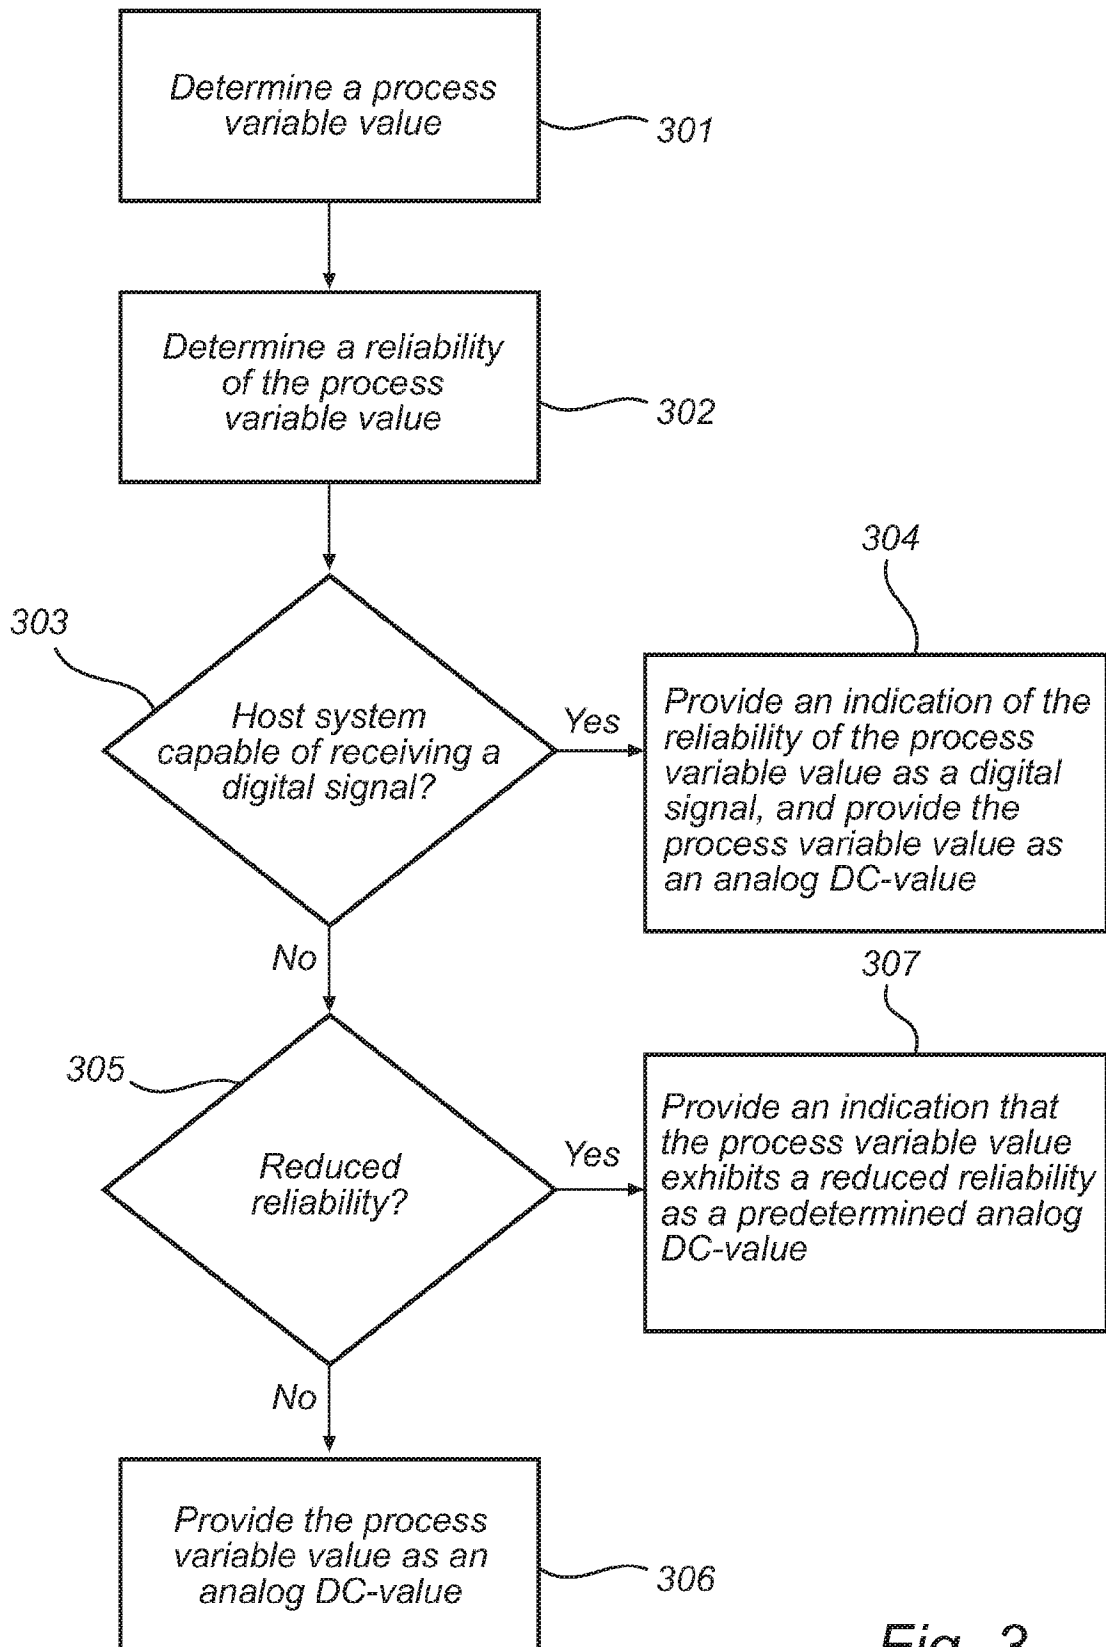 Determine a process
variable value
301
Determine a reliability
of the process
variable value
302
303
Host system
capable of receiving a
digital signal?
Yes
304
Provide an indication of the
reliability of the process
variable value as a digital
signal, and provide the
process variable value as
an analog DC-value
No
305
Reduced
reliability?
Yes
307
Provide an indication that
the process variable value
exhibits a reduced reliability
as a predetermined analog
DC-value
No
Provide the process
variable value as an
analog DC-value
306
Fig. 3